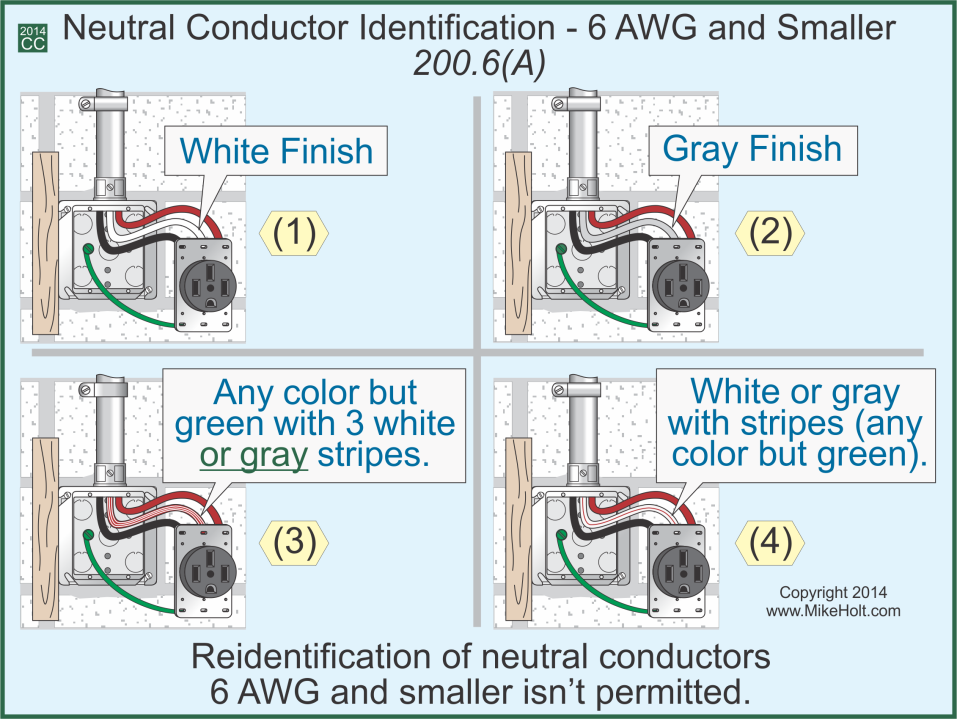 2014
CC
Neutral Conductor Identification - 6 AWG and Smaller
200.6(A)
White Finish
(1)
Gray Finish
(2)
Any color but
green with 3 white
or gray stripes.
(3)
White or gray
with stripes (any
color but green).
(4)
Copyright 2014
www.MikeHolt.com
Reidentification of neutral conductors
6 AWG and smaller isn’t permitted.